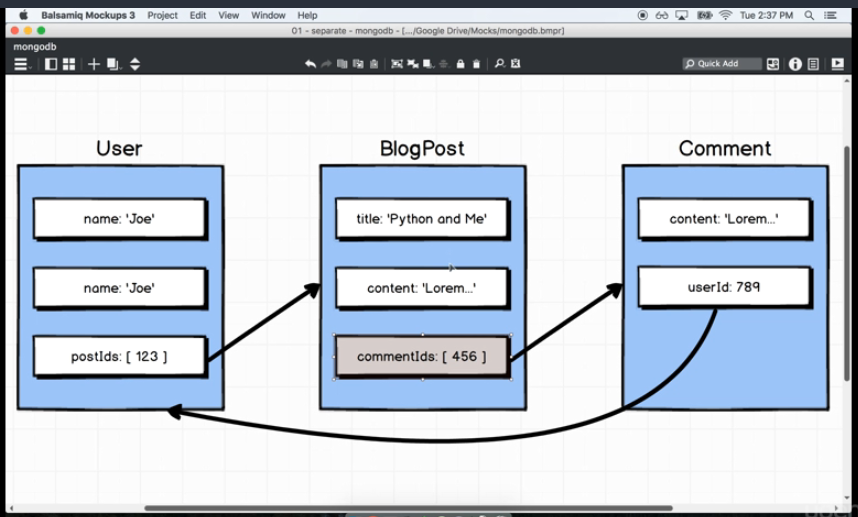 Balsamiq Mockups 3 Project Edit View Window Help Tue 2:37 PM
01 - separate - mongodb - [.../Google Drive/Mocks/mongodb.bmpr]
mongodb
Quick Add
User
BlogPost
Comment
name: 'Joe'
title: 'Python and Me'
content: 'Lorem...'
name: 'Joe'
content: 'Lorem...'
userId: 789
postIds: [ 123 ]
commentIds: [ 456 ]